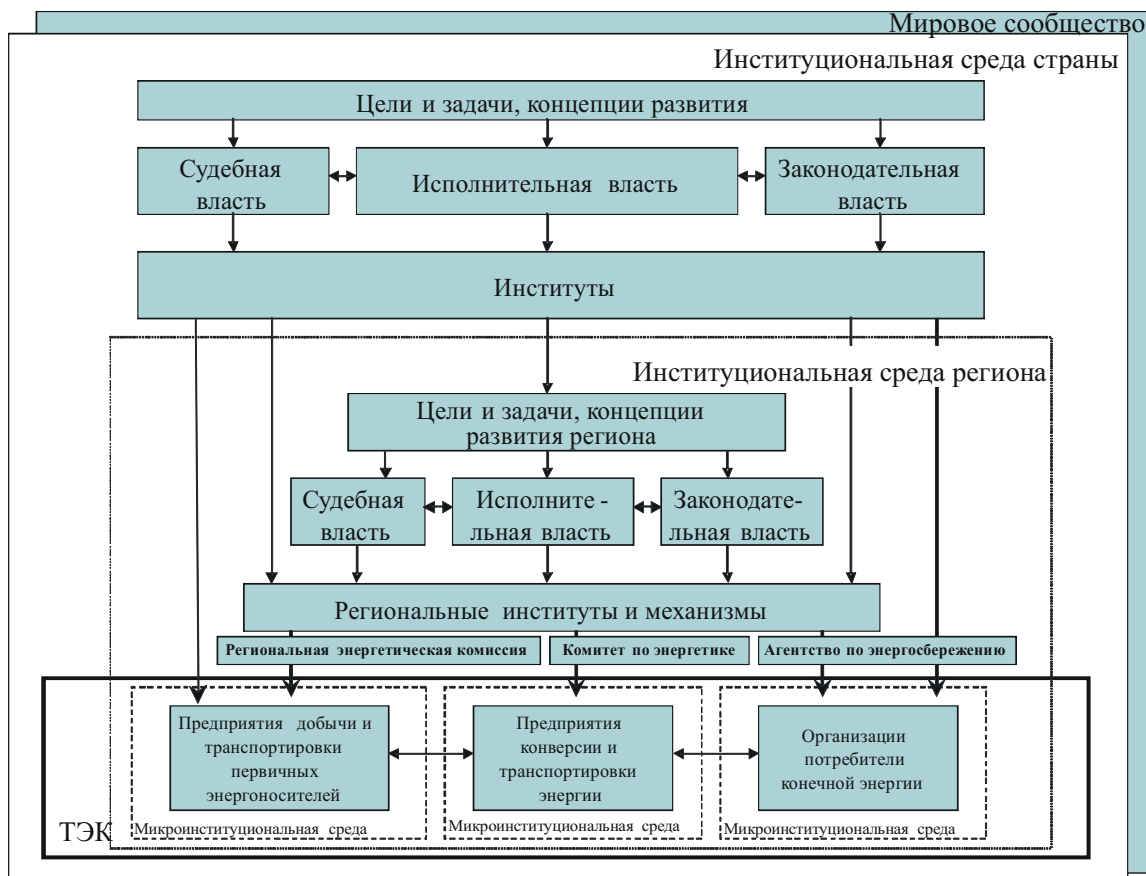 Мировое сообщество
Институциональная среда страны
Цели и задачи, концепции развития
Судебная
власть
Исполнительная власть
Законодательная
власть
Институты
Институциональная среда региона
Цели и задачи, концепции
развития региона
Судебная
власть
Исполните -
льная власть
Законодате-
льная власть
Региональные институты и механизмы
Региональная энергетическая комиссия
Комитет по энергетике
Агентство по энергосбережению
Предприятия добычи и
транспортировки
первичных
энергоносителей
Предприятия
конверсии и
транспортировки
энергии
Организации
потребители
конечной энергии
Микроинституциональная среда
Микроинституциональная среда
Микроинституциональная среда
ТЭК